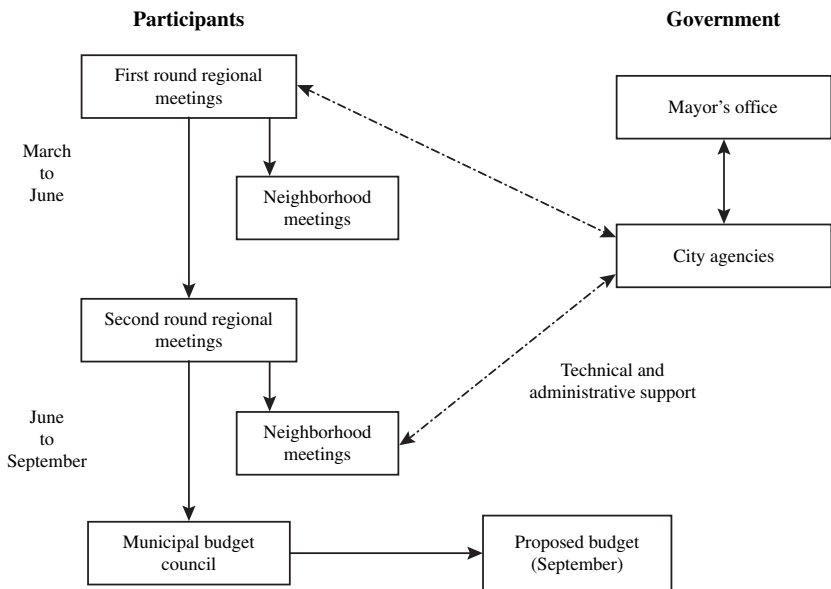 Participants
Government
First round regional
meetings
Mayor's office
March
to
June
Neighborhood
meetings
City agencies
Second round regional
meetings
Technical and
administrative support
June
to
September
Neighborhood
meetings
Municipal budget
council
Proposed budget
(September)